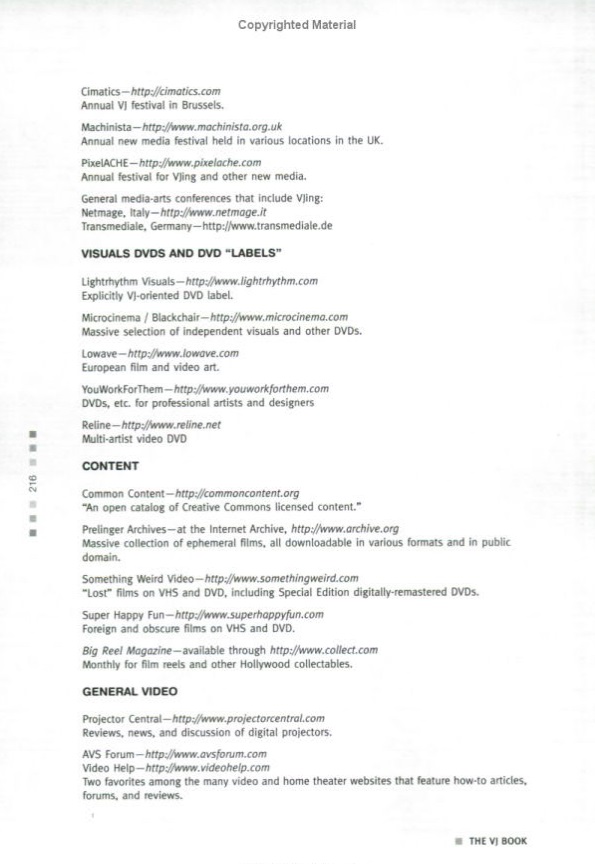 Copyrighted Material
Cimatics—http://cimatics.com
Annual VJ festival in Brussels.
Machinista—http://www.machinista.org.uk
Annual new media festival held in various locations in the UK.
PixelACHE—http://www.pixelache.com
Annual festival for VJing and other new media.
General media-arts conferences that include VJing:
Netmage, Italy—http://www.netmage.it
Transmediale, Germany—http://www.transmediale.de
VISUALS DVDS AND DVD “LABELS”
Lightrhythm Visuals—http://www.lightrhythm.com
Explicitly VJ-oriented DVD label.
Microcinema / Blackchair—http://www.microcinema.com
Massive selection of independent visuals and other DVDs.
Lowave—http://www.lowave.com
European film and video art.
YouWorkForThem—http://www.youworkforthem.com
DVDs, etc. for professional artists and designers
Reline—http://www.reline.net
Multi-artist video DVD
216
CONTENT
Common Content—http://commoncontent.org
“An open catalog of Creative Commons licensed content.”
Prelinger Archives—at the Internet Archive, http://www.archive.org
Massive collection of ephemeral films, all downloadable in various formats and in public
domain.
Something Weird Video—http://www.somethingweird.com
“Lost” films on VHS and DVD, including Special Edition digitally-remastered DVDs.
Super Happy Fun—http://www.superhappyfun.com
Foreign and obscure films on VHS and DVD.
Big Reel Magazine—available through http://www.collect.com
Monthly for film reels and other Hollywood collectables.
GENERAL VIDEO
Projector Central—http://www.projectorcentral.com
Reviews, news, and discussion of digital projectors.
AVS Forum—http://www.avsforum.com
Video Help—http://www.videohelp.com
Two favorites among the many video and home theater websites that feature how-to articles,
forums, and reviews.
THE VJ BOOK